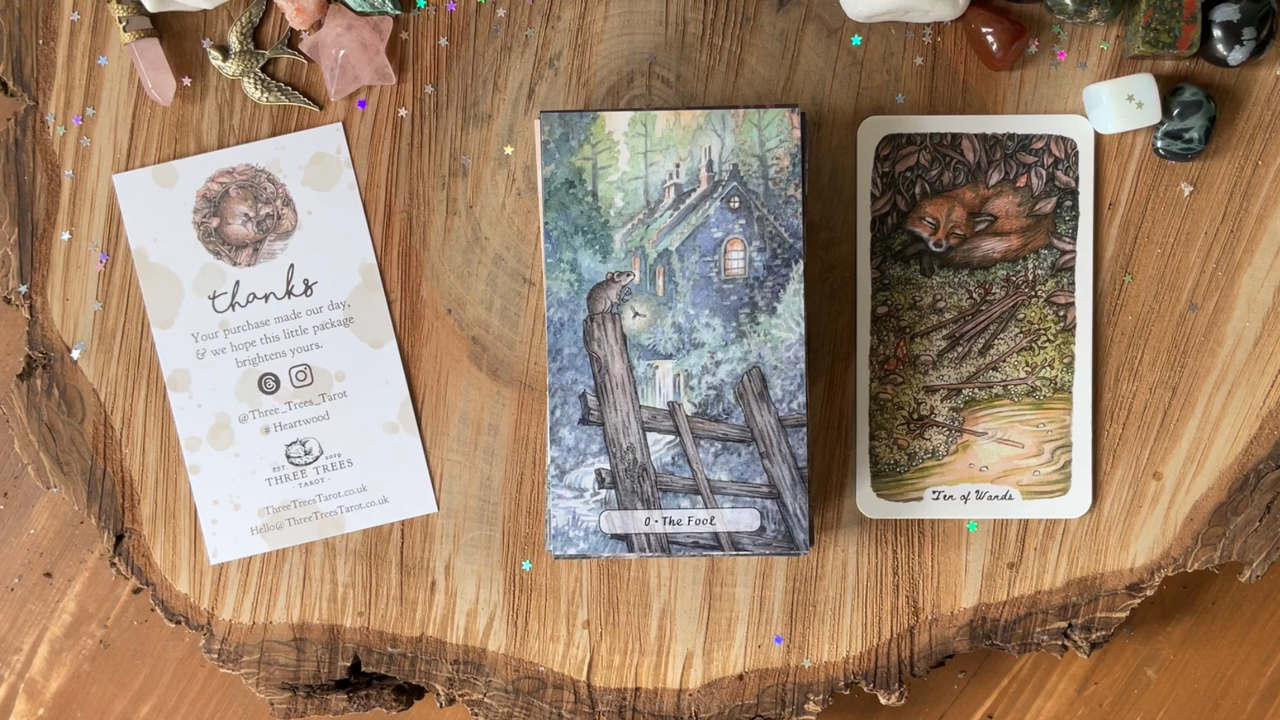 thanks
Your purchase made our day,
& we hope this little package
brightens yours.
@Three_Trees_Tarot
# Heartwood
EST. 2019
THREE TREES
· TAROT ·
ThreeTreesTarot.co.uk
Hello@ThreeTreesTarot.co.uk
0 · The Fool
Ten of Wands